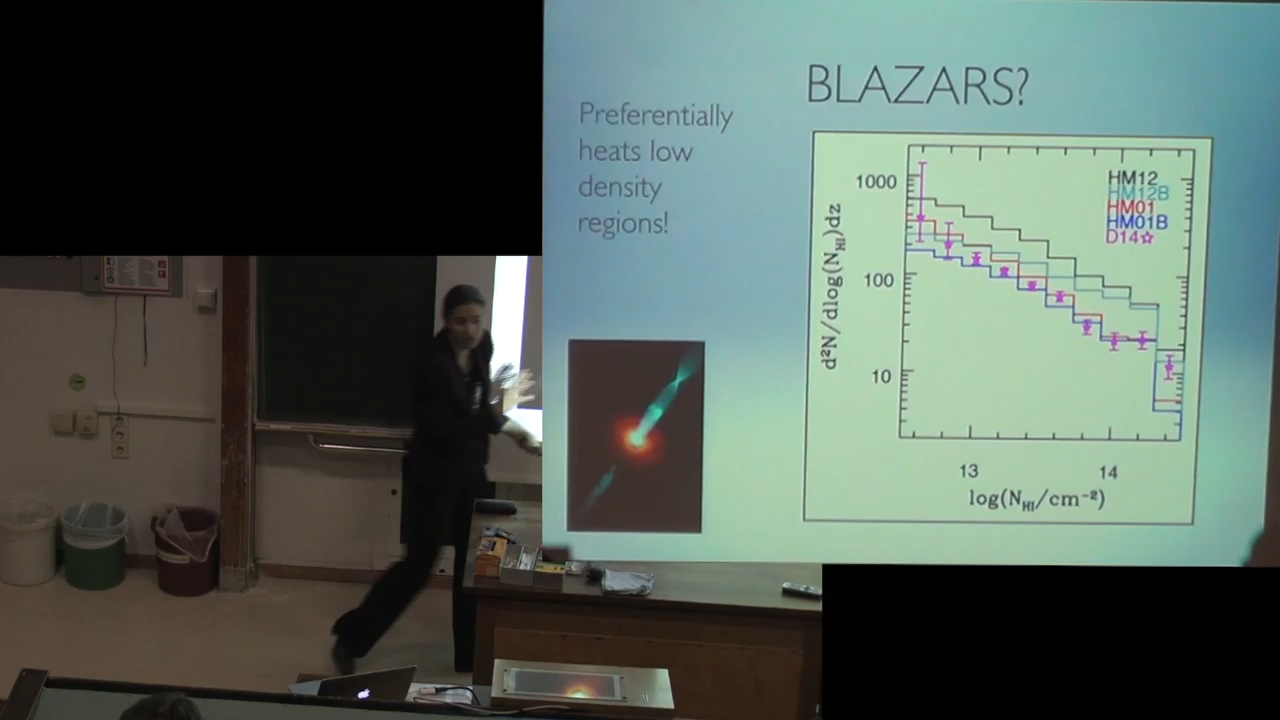 BLAZARS?
Preferentially
heats low
density
regions!
HM12
HM12B
HM01
HM01B
D14☆
1000
100
10
d²N/dlog(N_HI)dz
13
14
log(N_HI/cm⁻²)